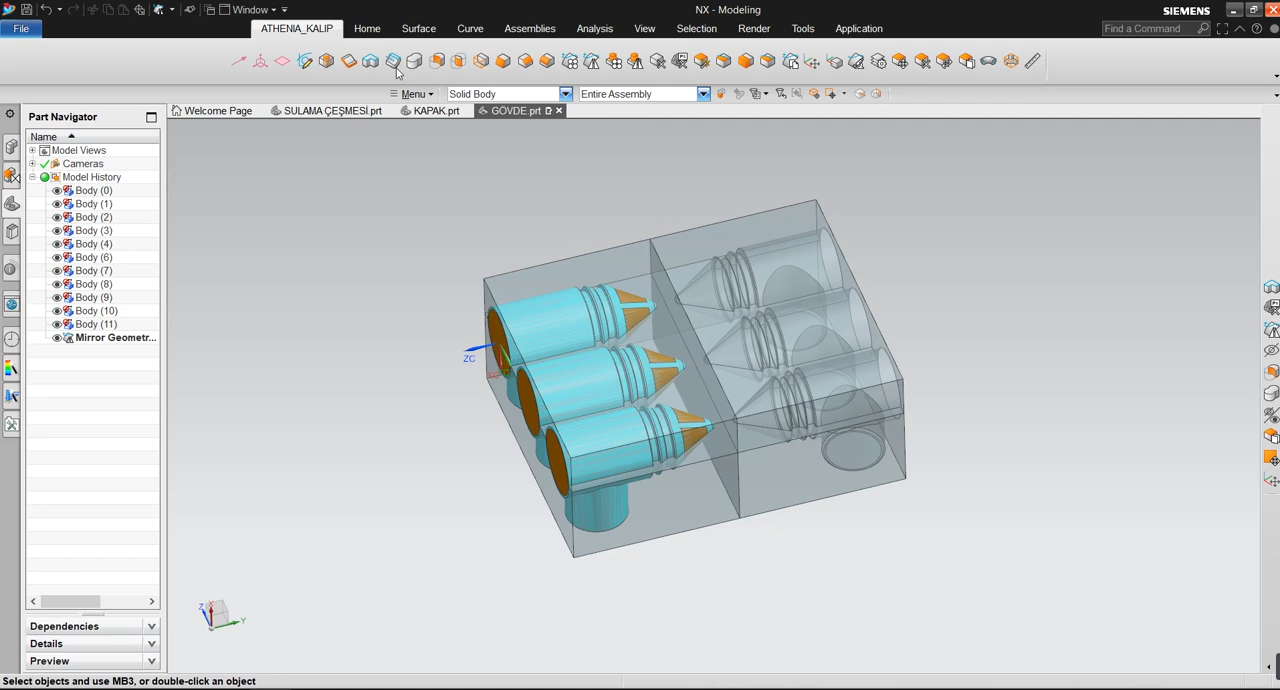 Window
NX - Modeling
SIEMENS
File
ATHENIA_KALIP
Home
Surface
Curve
Assemblies
Analysis
View
Selection
Render
Tools
Application
Find a Command
Menu
Solid Body
Entire Assembly
Welcome Page
SULAMA ÇEŞMESİ.prt
KAPAK.prt
GÖVDE.prt
Part Navigator
Name
Model Views
Cameras
Model History
Body (0)
Body (1)
Body (2)
Body (3)
Body (4)
Body (6)
Body (7)
Body (8)
Body (9)
Body (10)
Body (11)
Mirror Geometr...
ZC
Z
X
Y
Dependencies
Details
Preview
Select objects and use MB3, or double-click an object